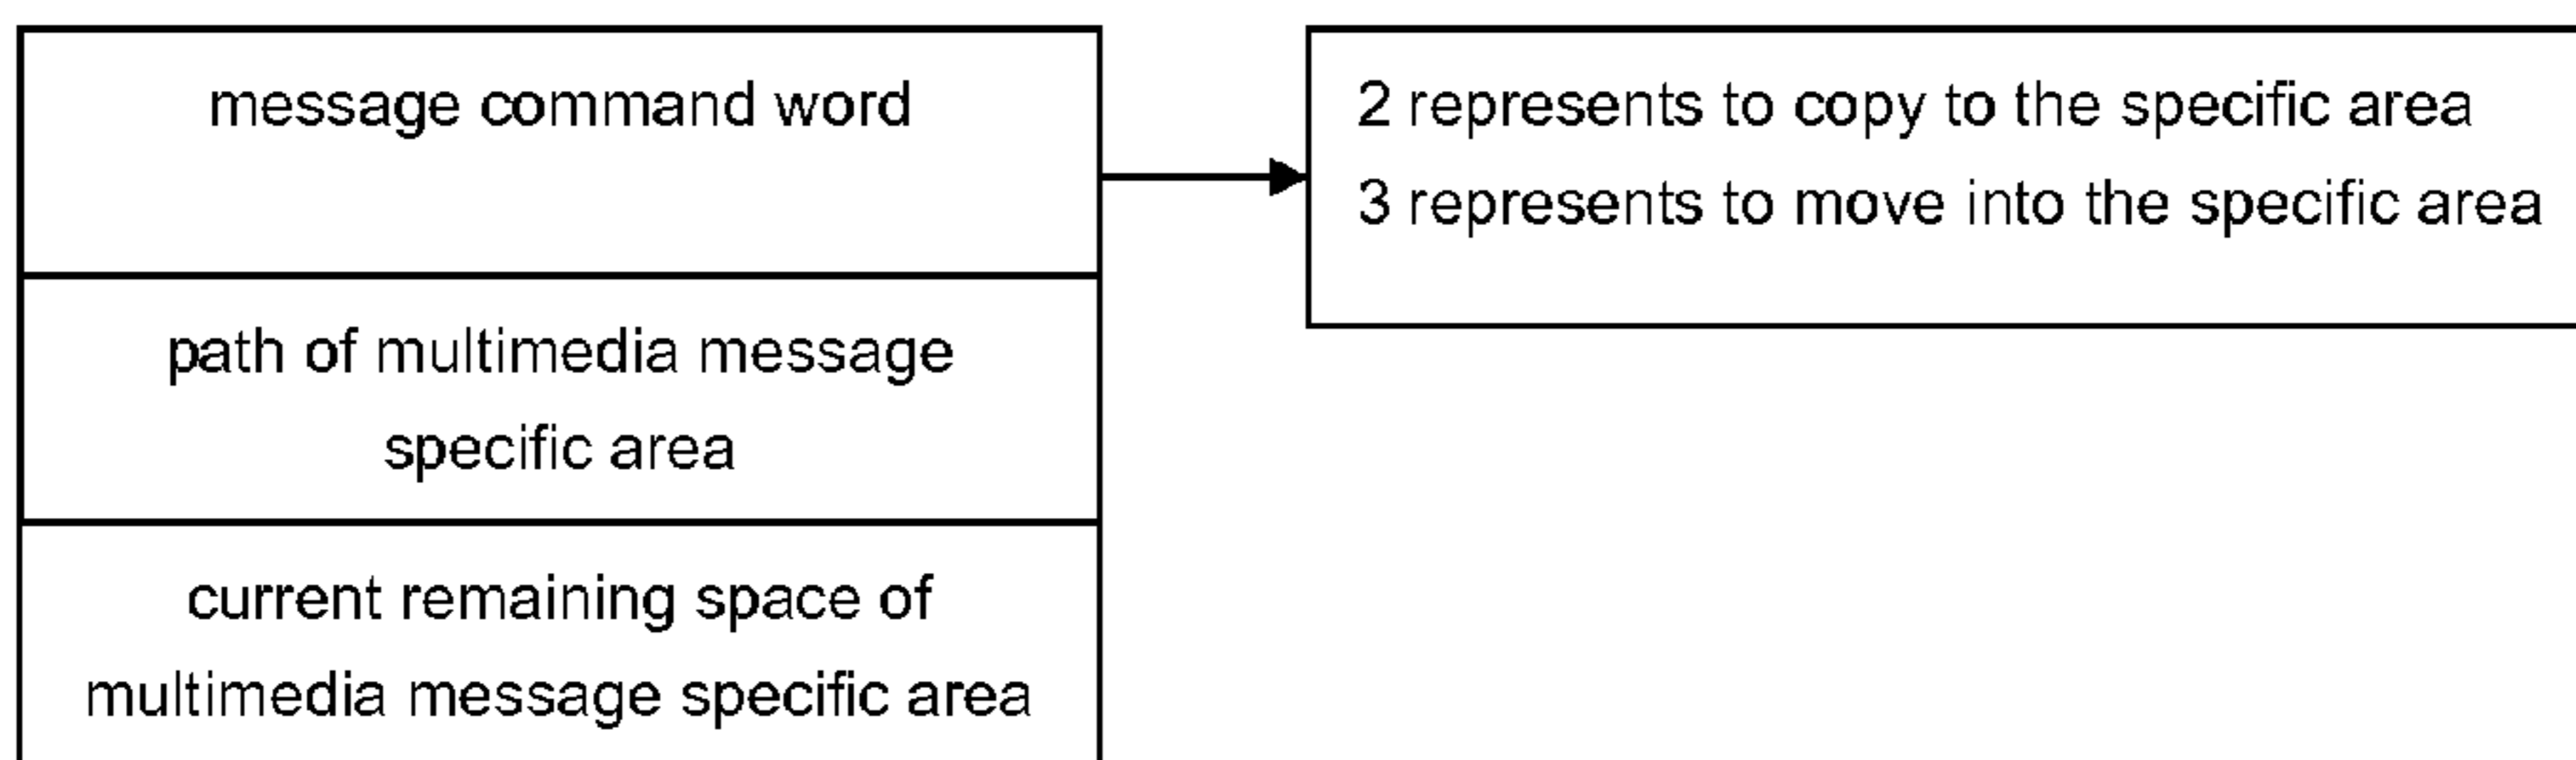 message command word
path of multimedia message
specific area
current remaining space of
multimedia message specific area
2 represents to copy to the specific area
3 represents to move into the specific area